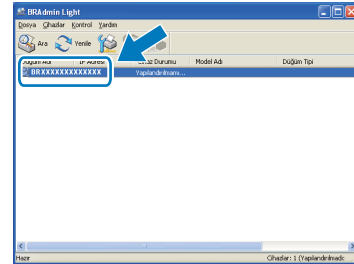 BRAdmin Light
Dosya Cihazlar Kontrol Yardım
Ara Yenile
Düğüm Adı IP Adresi Cihaz Durumu Model Adı Düğüm Tipi
BRXXXXXXXXXXXXX Yapılandırılmamı...
Hazır Cihazlar: 1 (Yapılandırılmadı: